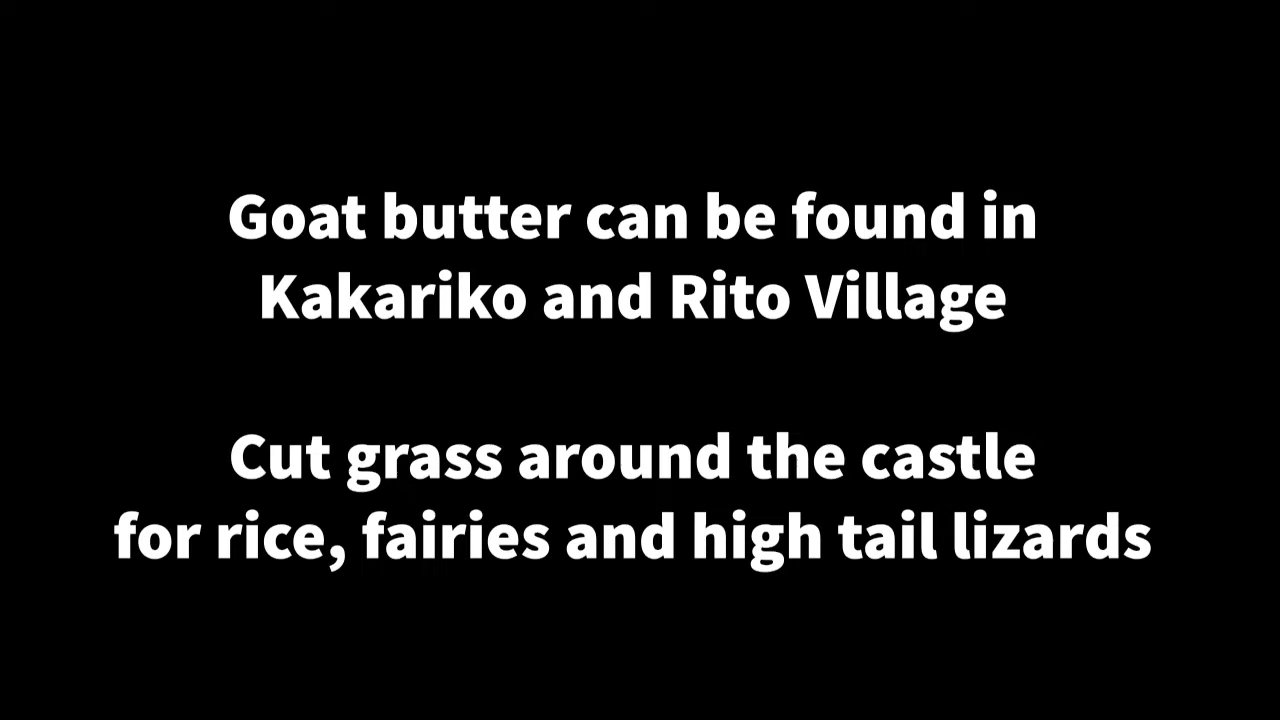 Goat butter can be found in
Kakariko and Rito Village
Cut grass around the castle
for rice, fairies and high tail lizards